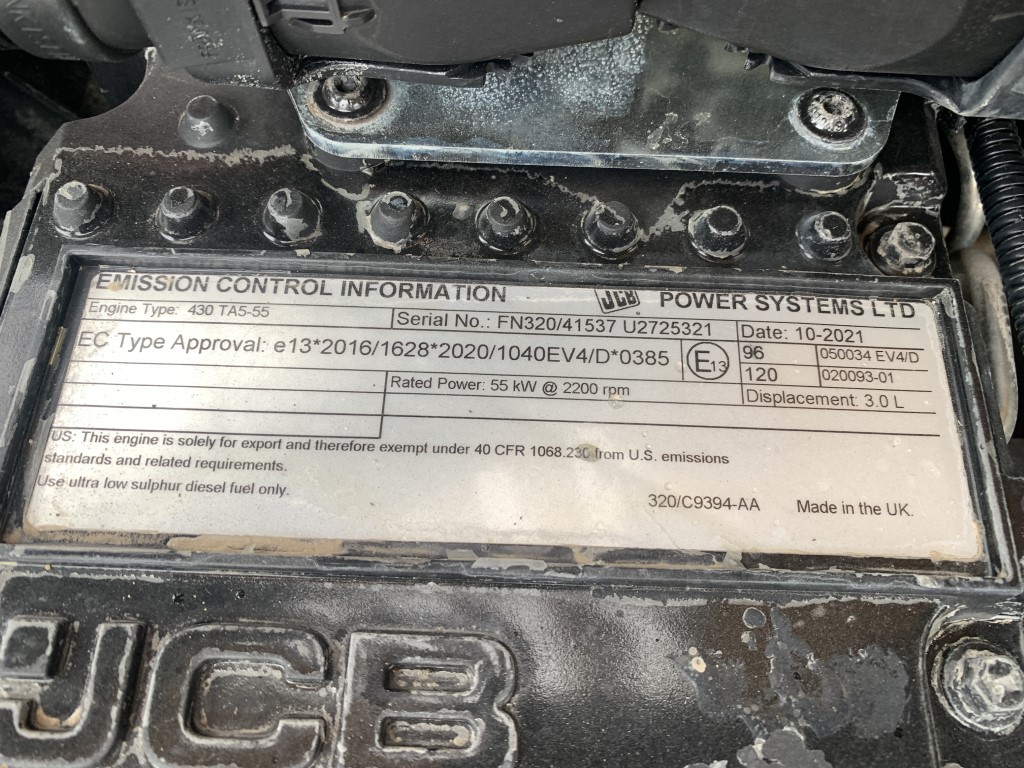 EMISSION CONTROL INFORMATION JCB POWER SYSTEMS LTD
Engine Type: 430 TA5-55 Serial No.: FN320/41537 U2725321 Date: 10-2021
EC Type Approval: e13*2016/1628*2020/1040EV4/D*0385 E13 96 050034 EV4/D
120 020093-01
Rated Power: 55 kW @ 2200 rpm Displacement: 3.0 L
US: This engine is solely for export and therefore exempt under 40 CFR 1068.230 from U.S. emissions
standards and related requirements.
Use ultra low sulphur diesel fuel only.
320/C9394-AA Made in the UK.
JCB